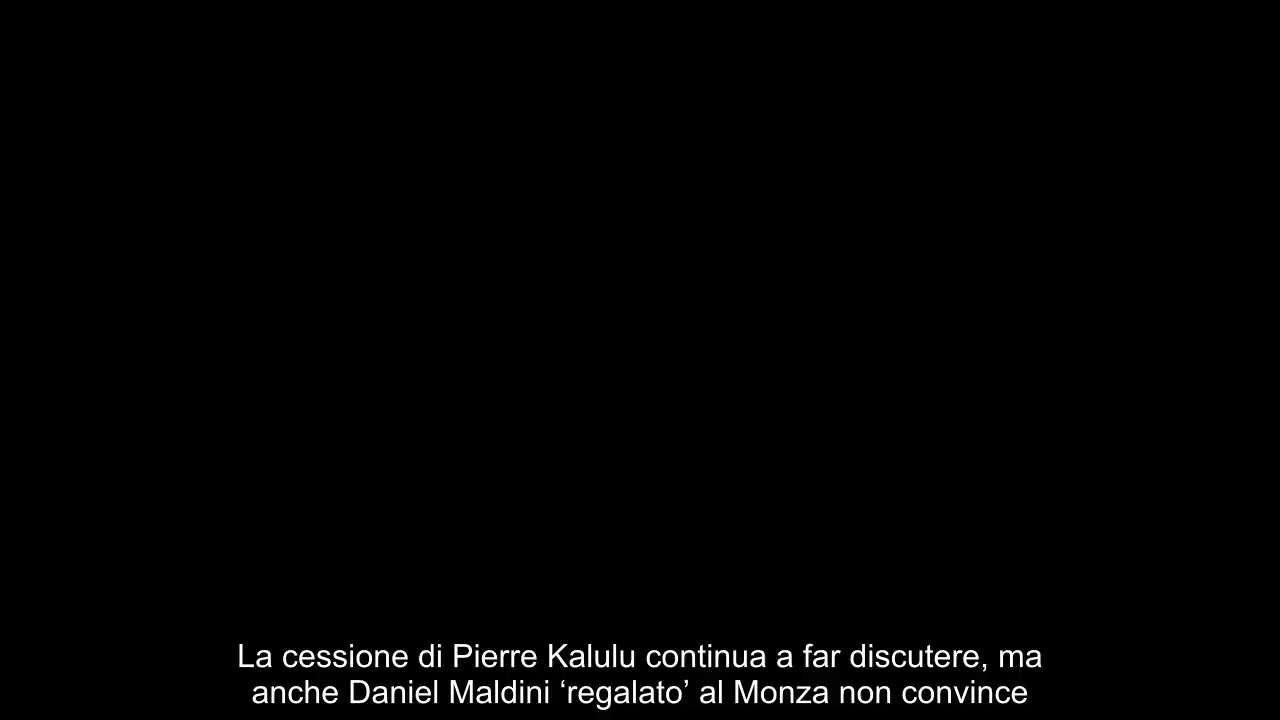 La cessione di Pierre Kalulu continua a far discutere, ma
anche Daniel Maldini ‘regalato’ al Monza non convince